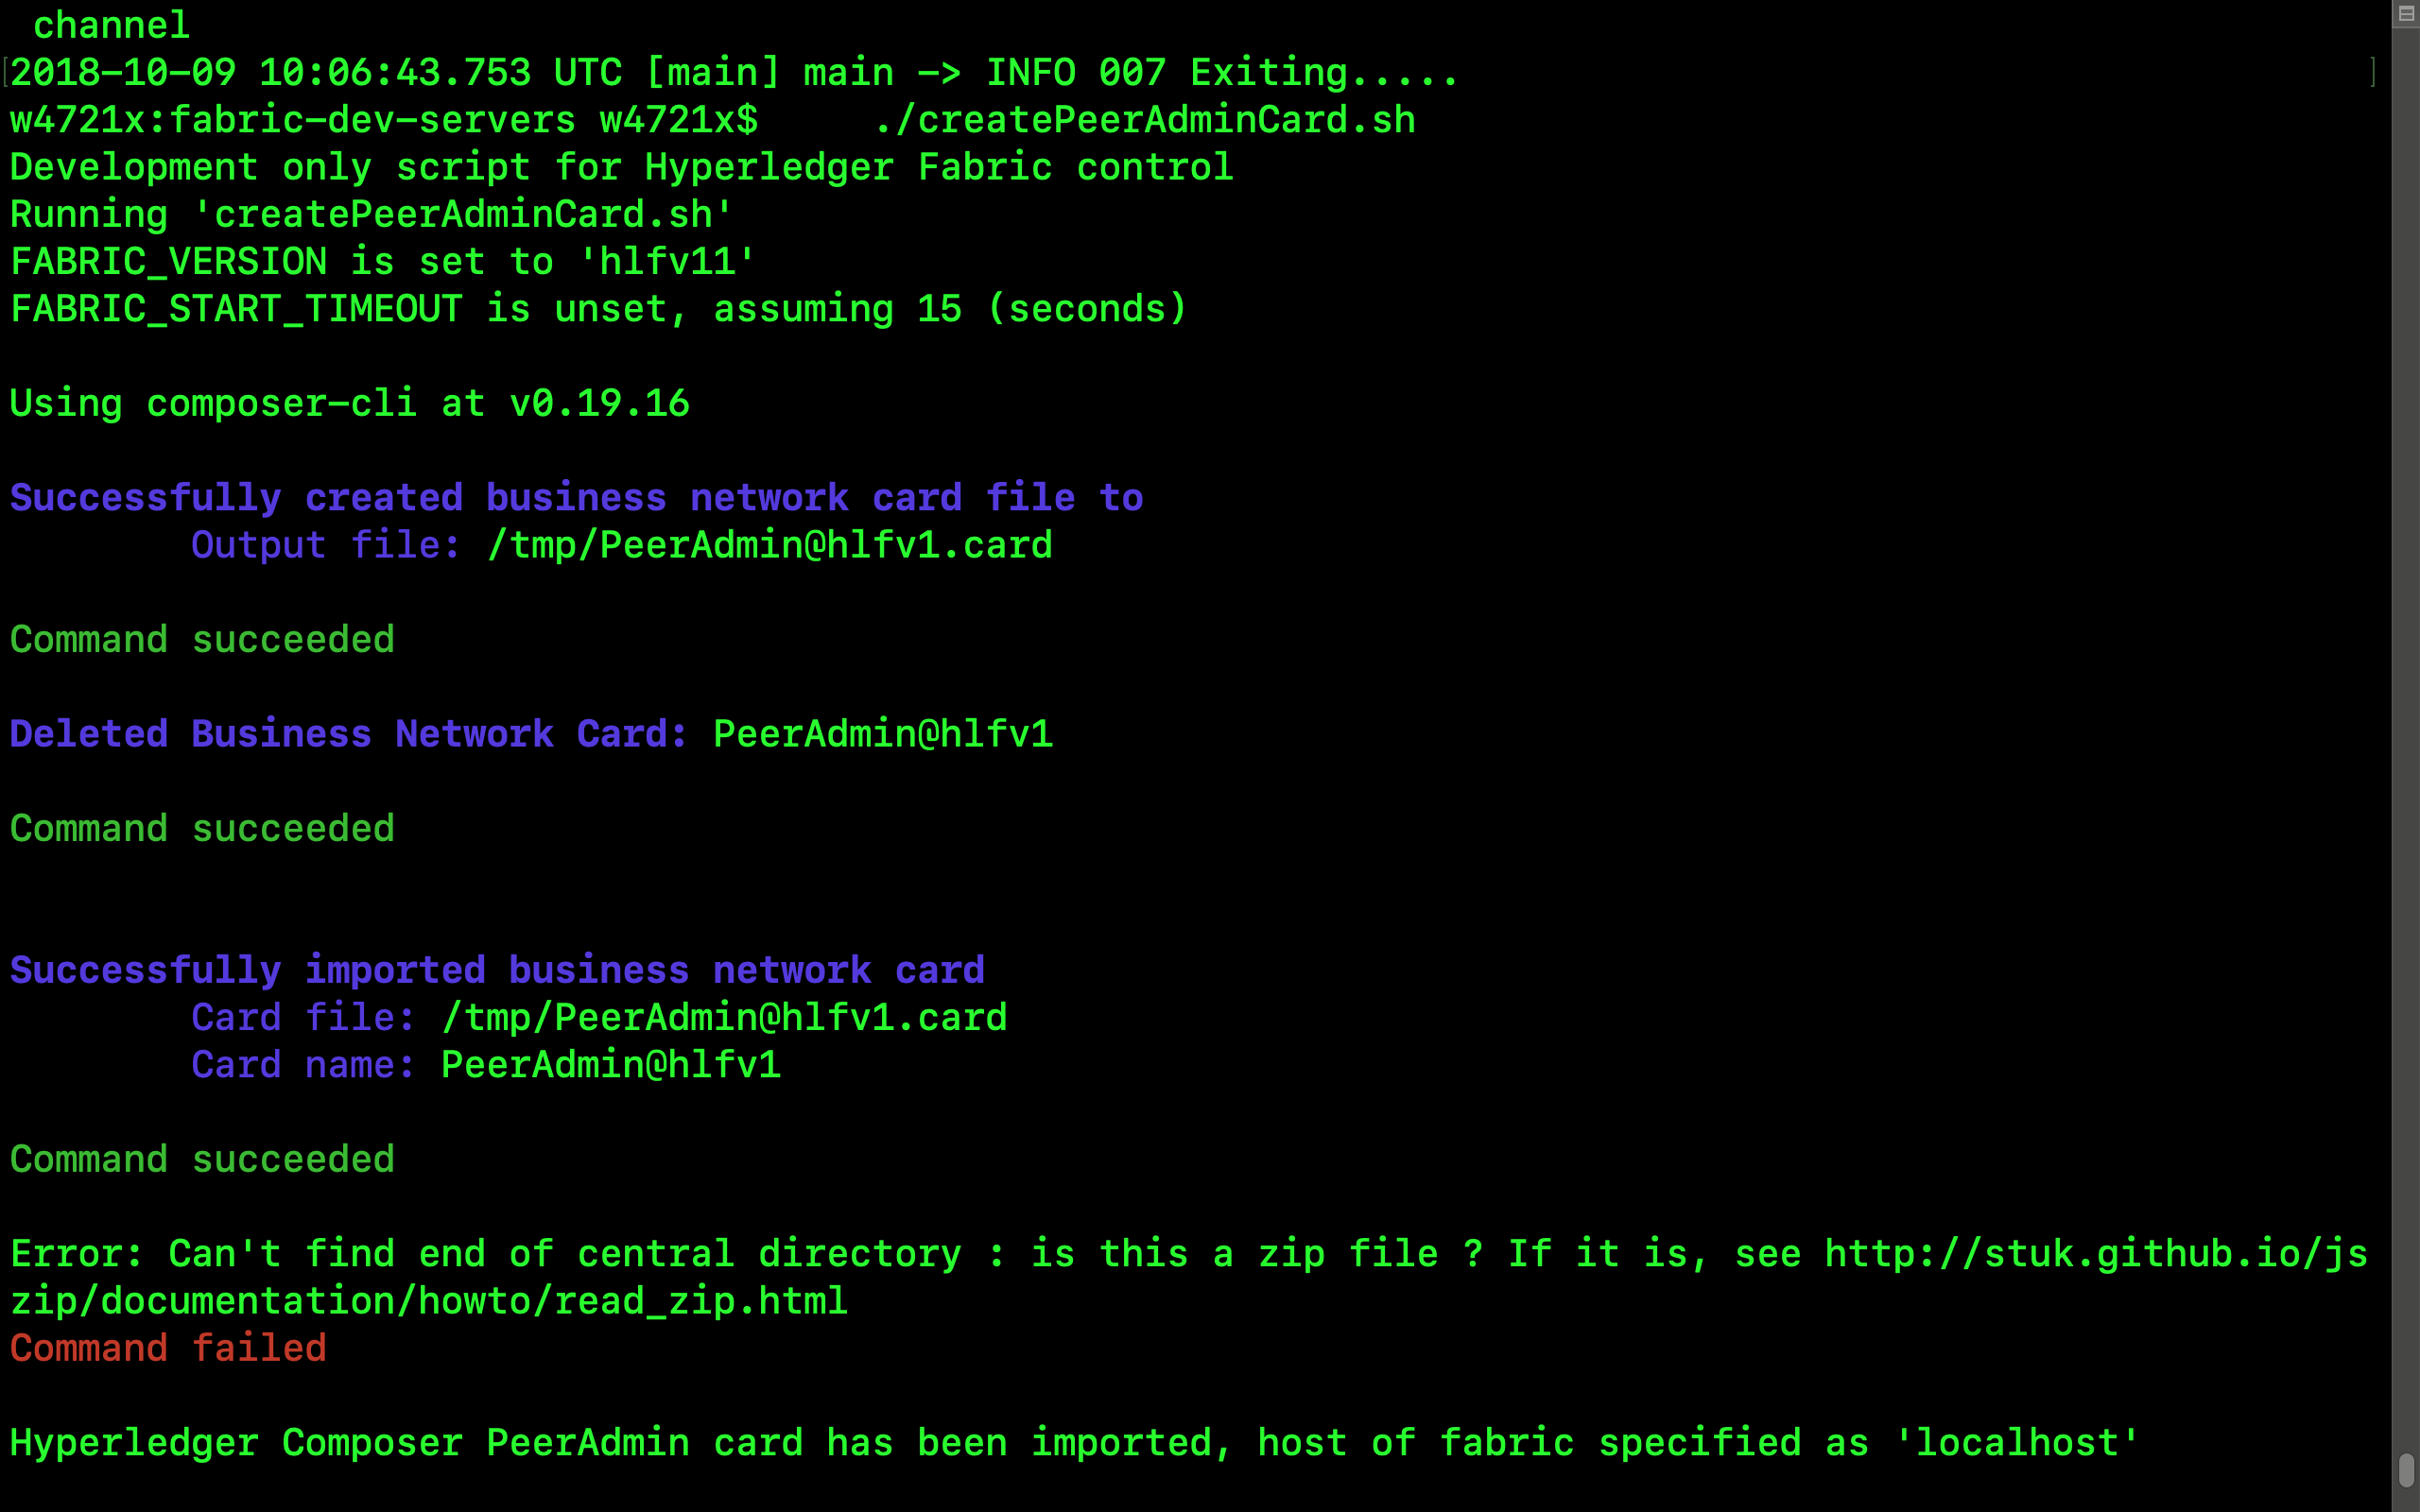 channel
[2018-10-09 10:06:43.753 UTC [main] main -> INFO 007 Exiting.....]
w4721x:fabric-dev-servers w4721x$     ./createPeerAdminCard.sh
Development only script for Hyperledger Fabric control
Running 'createPeerAdminCard.sh'
FABRIC_VERSION is set to 'hlfv11'
FABRIC_START_TIMEOUT is unset, assuming 15 (seconds)
Using composer-cli at v0.19.16
Successfully created business network card file to
Output file: /tmp/PeerAdmin@hlfv1.card
Command succeeded
Deleted Business Network Card: PeerAdmin@hlfv1
Command succeeded
Successfully imported business network card
Card file: /tmp/PeerAdmin@hlfv1.card
Card name: PeerAdmin@hlfv1
Command succeeded
Error: Can't find end of central directory : is this a zip file ? If it is, see http://stuk.github.io/js
zip/documentation/howto/read_zip.html
Command failed
Hyperledger Composer PeerAdmin card has been imported, host of fabric specified as 'localhost'